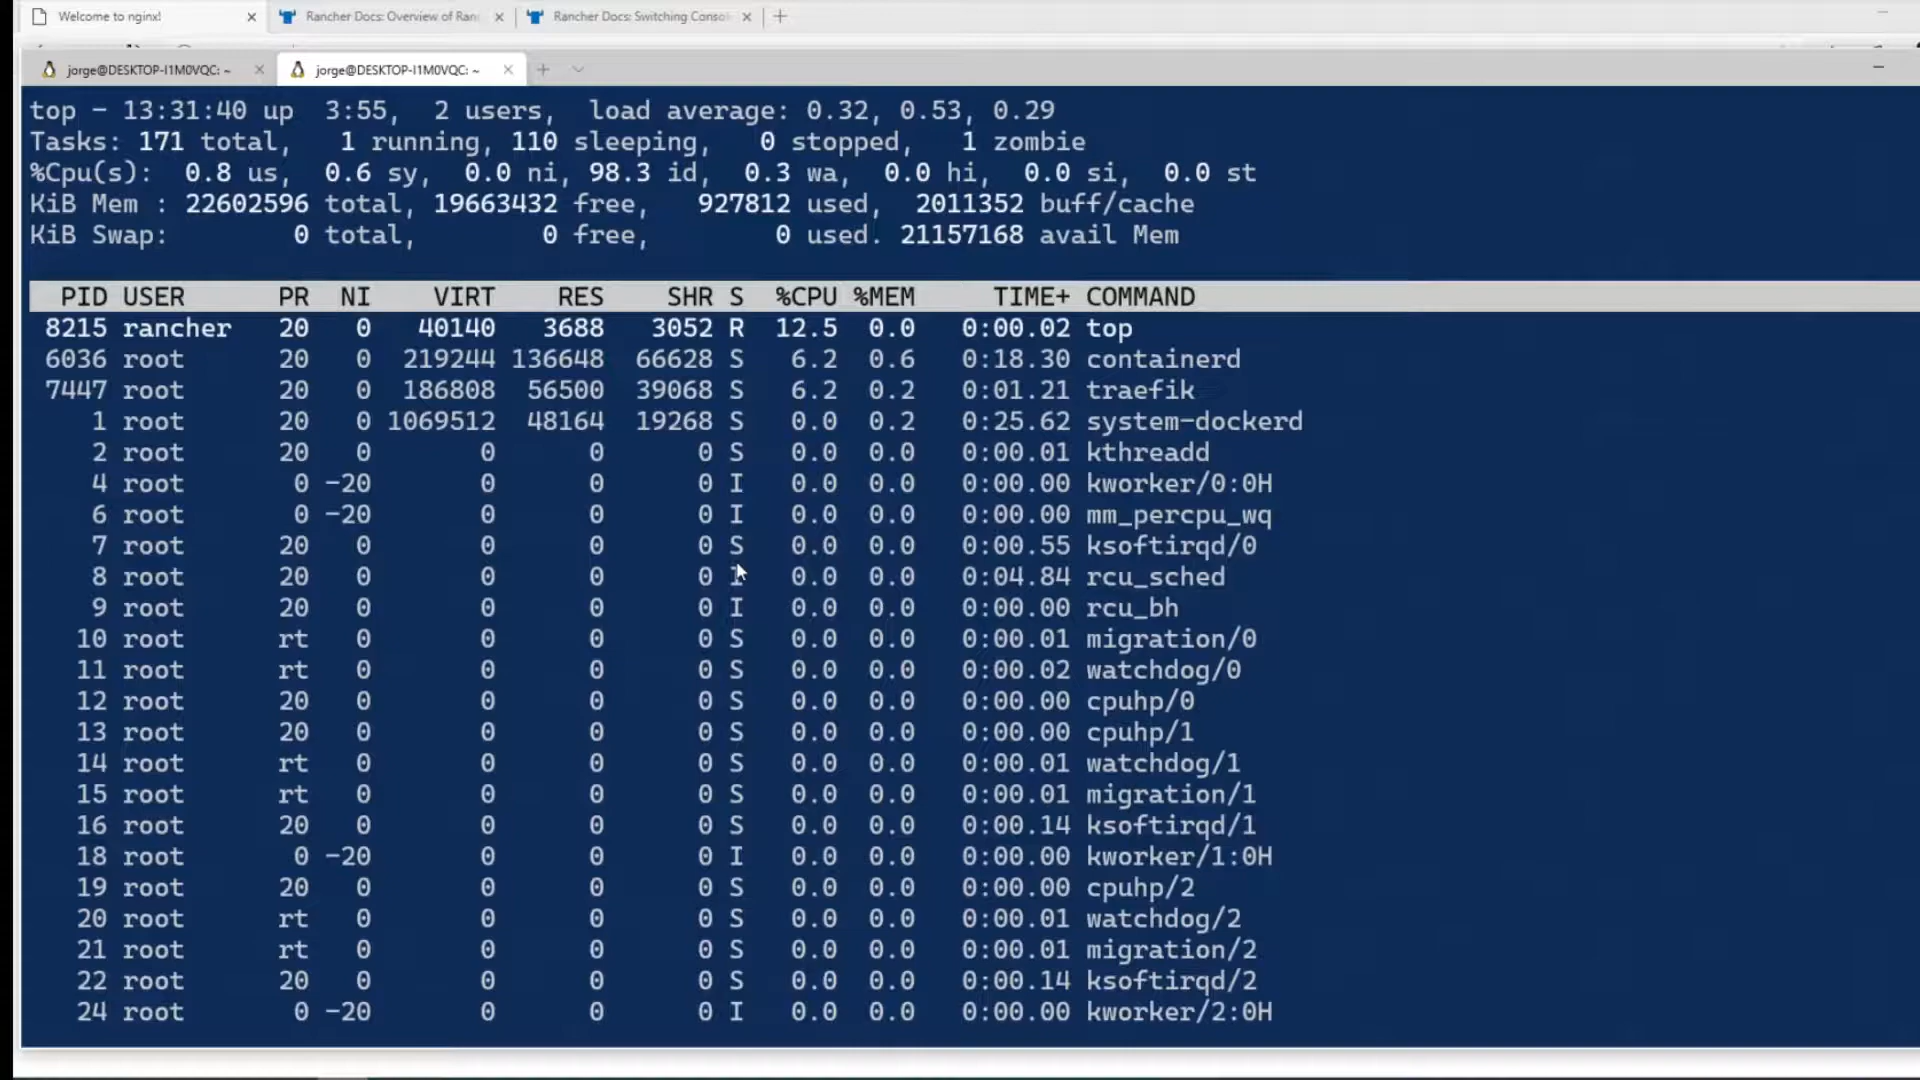 Welcome to nginx!
Rancher Docs: Overview of Ran
Rancher Docs: Switching Conso
jorge@DESKTOP-I1M0VQC: ~
jorge@DESKTOP-I1M0VQC: ~
top - 13:31:40 up  3:55,  2 users,  load average: 0.32, 0.53, 0.29
Tasks: 171 total,   1 running, 110 sleeping,   0 stopped,   1 zombie
%Cpu(s):  0.8 us,  0.6 sy,  0.0 ni, 98.3 id,  0.3 wa,  0.0 hi,  0.0 si,  0.0 st
KiB Mem : 22602596 total, 19663432 free,   927812 used,  2011352 buff/cache
KiB Swap:        0 total,        0 free,        0 used. 21157168 avail Mem
PID USER      PR  NI    VIRT    RES    SHR S  %CPU %MEM     TIME+ COMMAND
8215 rancher   20   0   40140   3688   3052 R  12.5  0.0   0:00.02 top
6036 root      20   0  219244 136648  66628 S   6.2  0.6   0:18.30 containerd
7447 root      20   0  186808  56500  39068 S   6.2  0.2   0:01.21 traefik
1 root      20   0 1069512  48164  19268 S   0.0  0.2   0:25.62 system-dockerd
2 root      20   0       0      0      0 S   0.0  0.0   0:00.01 kthreadd
4 root       0 -20       0      0      0 I   0.0  0.0   0:00.00 kworker/0:0H
6 root       0 -20       0      0      0 I   0.0  0.0   0:00.00 mm_percpu_wq
7 root      20   0       0      0      0 S   0.0  0.0   0:00.55 ksoftirqd/0
8 root      20   0       0      0      0 I   0.0  0.0   0:04.84 rcu_sched
9 root      20   0       0      0      0 I   0.0  0.0   0:00.00 rcu_bh
10 root      rt   0       0      0      0 S   0.0  0.0   0:00.01 migration/0
11 root      rt   0       0      0      0 S   0.0  0.0   0:00.02 watchdog/0
12 root      20   0       0      0      0 S   0.0  0.0   0:00.00 cpuhp/0
13 root      20   0       0      0      0 S   0.0  0.0   0:00.00 cpuhp/1
14 root      rt   0       0      0      0 S   0.0  0.0   0:00.01 watchdog/1
15 root      rt   0       0      0      0 S   0.0  0.0   0:00.01 migration/1
16 root      20   0       0      0      0 S   0.0  0.0   0:00.14 ksoftirqd/1
18 root       0 -20       0      0      0 I   0.0  0.0   0:00.00 kworker/1:0H
19 root      20   0       0      0      0 S   0.0  0.0   0:00.00 cpuhp/2
20 root      rt   0       0      0      0 S   0.0  0.0   0:00.01 watchdog/2
21 root      rt   0       0      0      0 S   0.0  0.0   0:00.01 migration/2
22 root      20   0       0      0      0 S   0.0  0.0   0:00.14 ksoftirqd/2
24 root       0 -20       0      0      0 I   0.0  0.0   0:00.00 kworker/2:0H